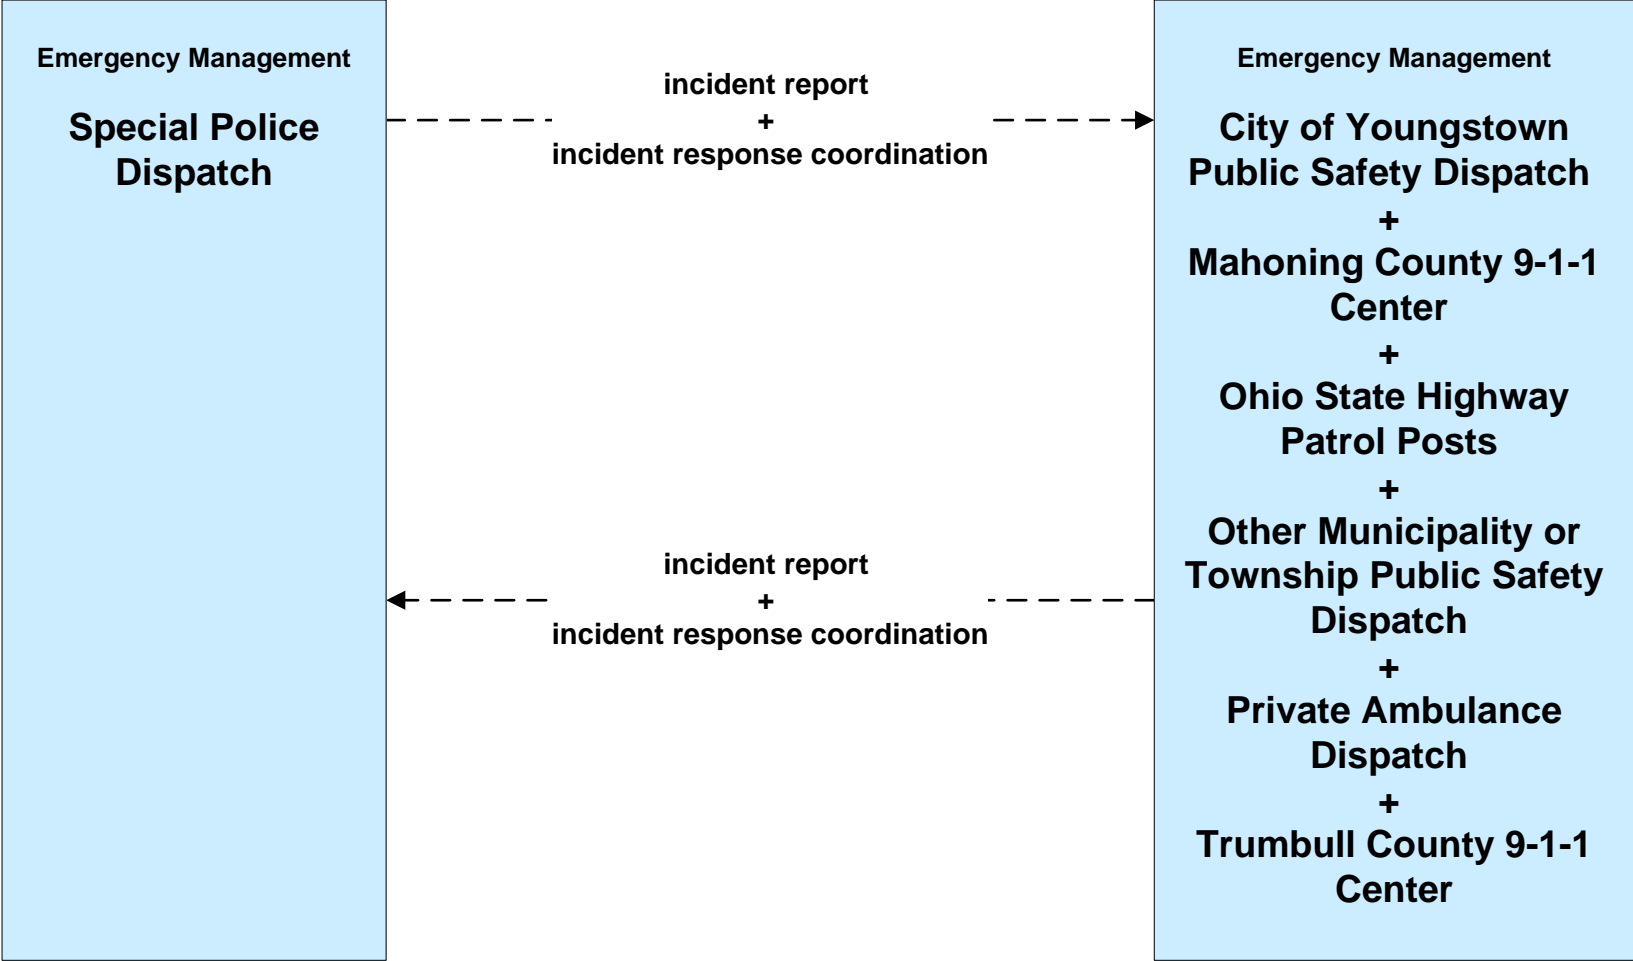 Emergency Management
Special Police
Dispatch
incident report
+
incident response coordination
incident report
+
incident response coordination
Emergency Management
City of Youngstown
Public Safety Dispatch
+
Mahoning County 9-1-1
Center
+
Ohio State Highway
Patrol Posts
+
Other Municipality or
Township Public Safety
Dispatch
+
Private Ambulance
Dispatch
+
Trumbull County 9-1-1
Center